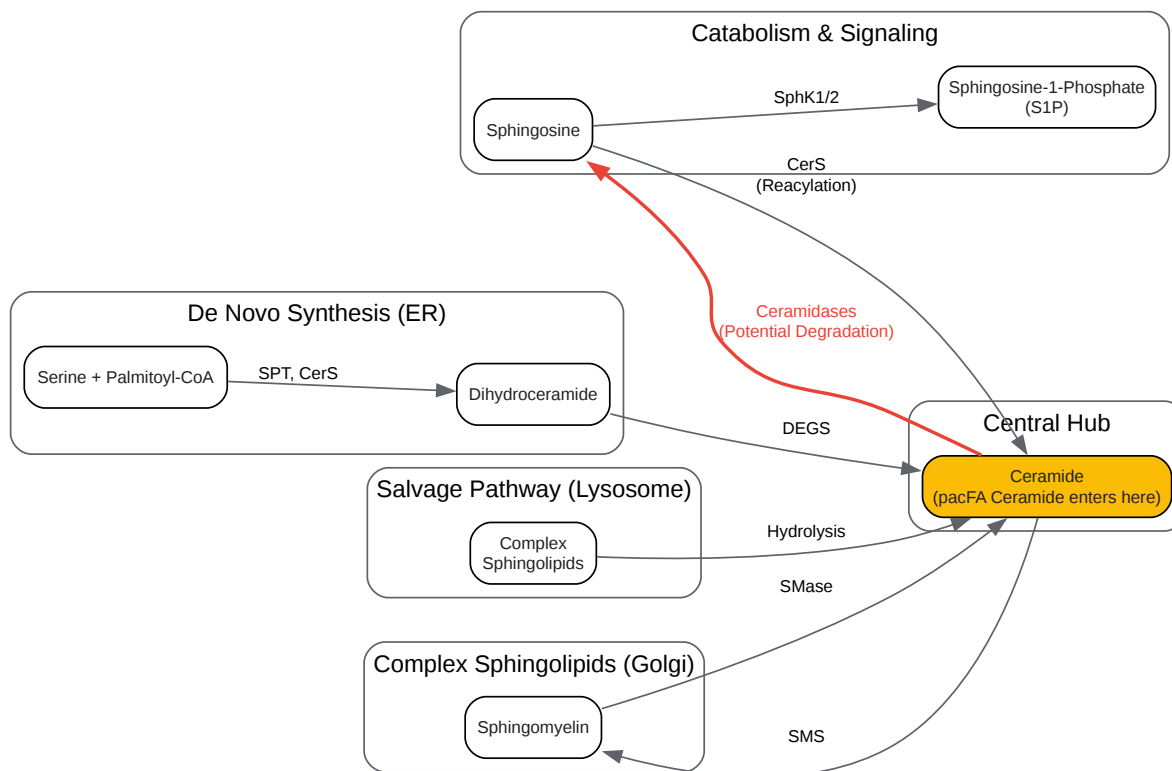 Catabolism & Signaling
Sphingosine
SphK1/2
Sphingosine-1-Phosphate
(S1P)
CerS
(Reacylation)
De Novo Synthesis (ER)
Serine + Palmitoyl-CoA
SPT, CerS
Dihydroceramide
Ceramidases
(Potential Degradation)
DEGS
Central Hub
Ceramide
(pacFA Ceramide enters here)
Salvage Pathway (Lysosome)
Complex
Sphingolipids
Hydrolysis
SMase
Complex Sphingolipids (Golgi)
Sphingomyelin
SMS